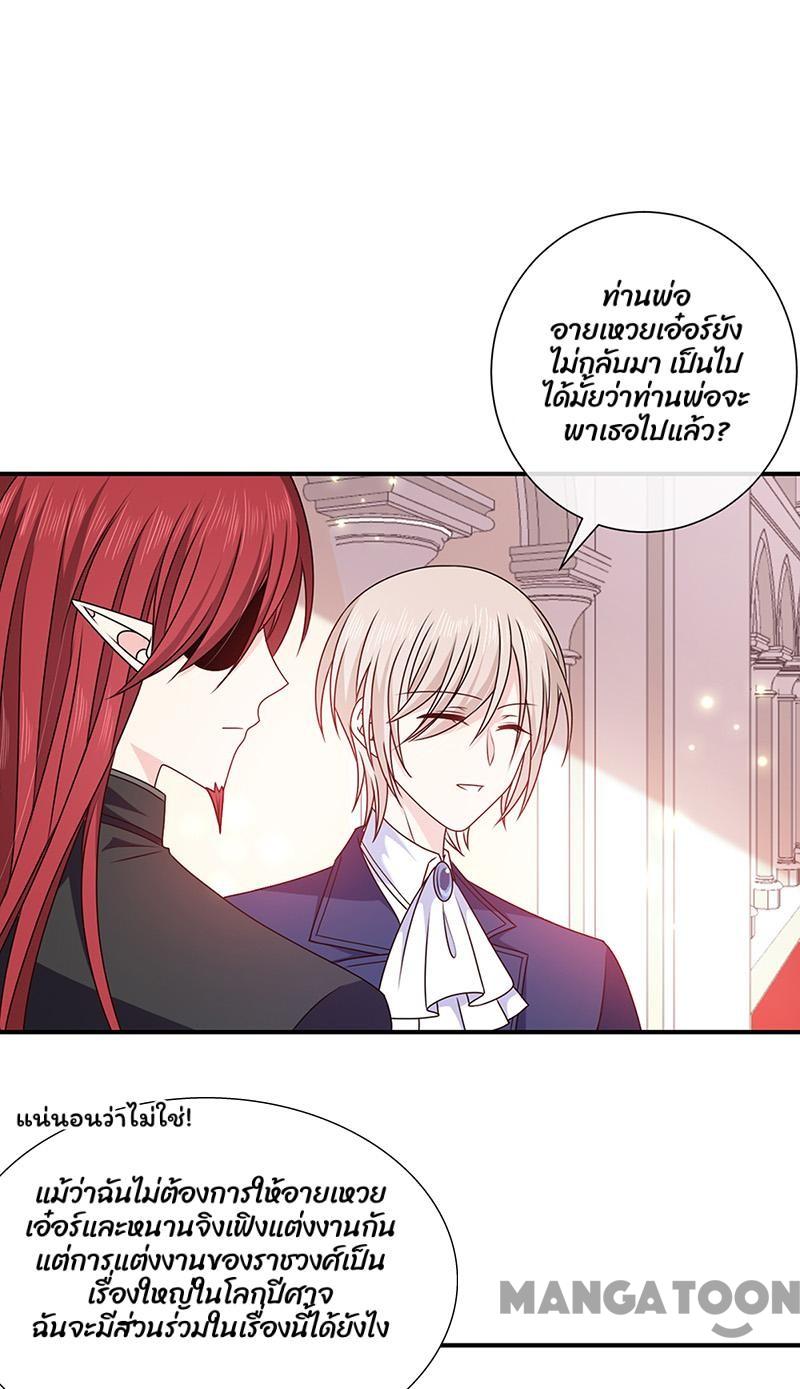 ท่านพ่อ
อายเหวยเอ๋อร์ยัง
ไม่กลับมา เป็นไป
ได้มั้ยว่าท่านพ่อจะ
พาเธอไปแล้ว?
แน่นอนว่าไม่ใช่!
แม้ว่าฉันไม่ต้องการให้อายเหวย
เอ๋อร์และหนานจิงเฟิงแต่งงานกัน
แต่การแต่งงานของราชวงศ์เป็น
เรื่องใหญ่ในโลกปีศาจ
ฉันจะมีส่วนร่วมในเรื่องนี้ได้ยังไง
MANGATOON